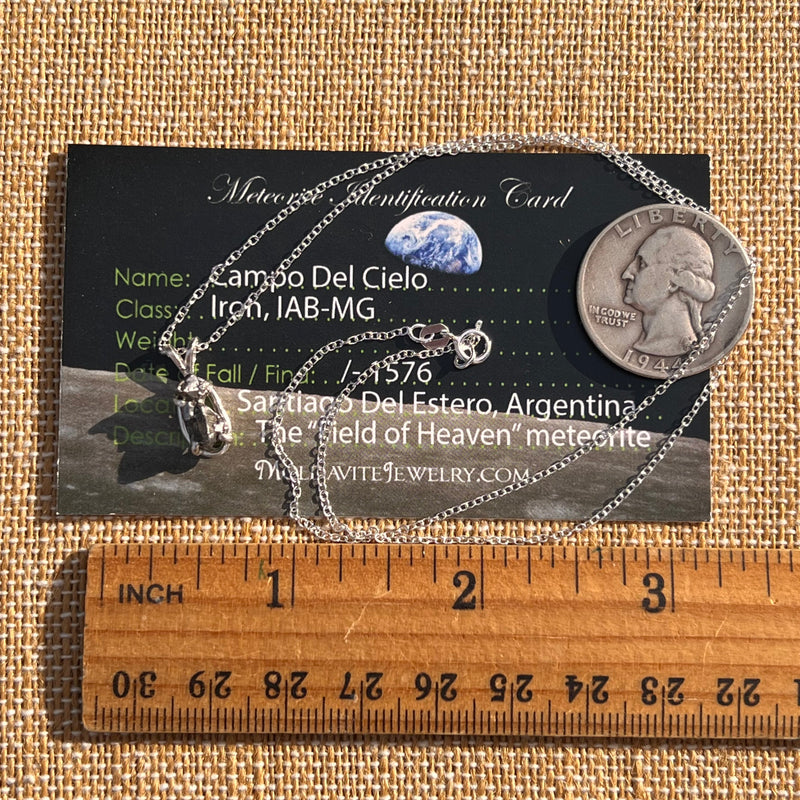 Meteorite Identification Card
Name: Campo Del Cielo
Class: Iron, IAB-MG
Weight
Date of Fall / Find: /- 1576
Santiago Del Estero, Argentina
Description: The "Field of Heaven" meteorite
MoldaviteJewelry.com
LIBERTY
IN GOD WE
TRUST
INCH 1 2 3
30 29 28 27 26 25 24 23 22